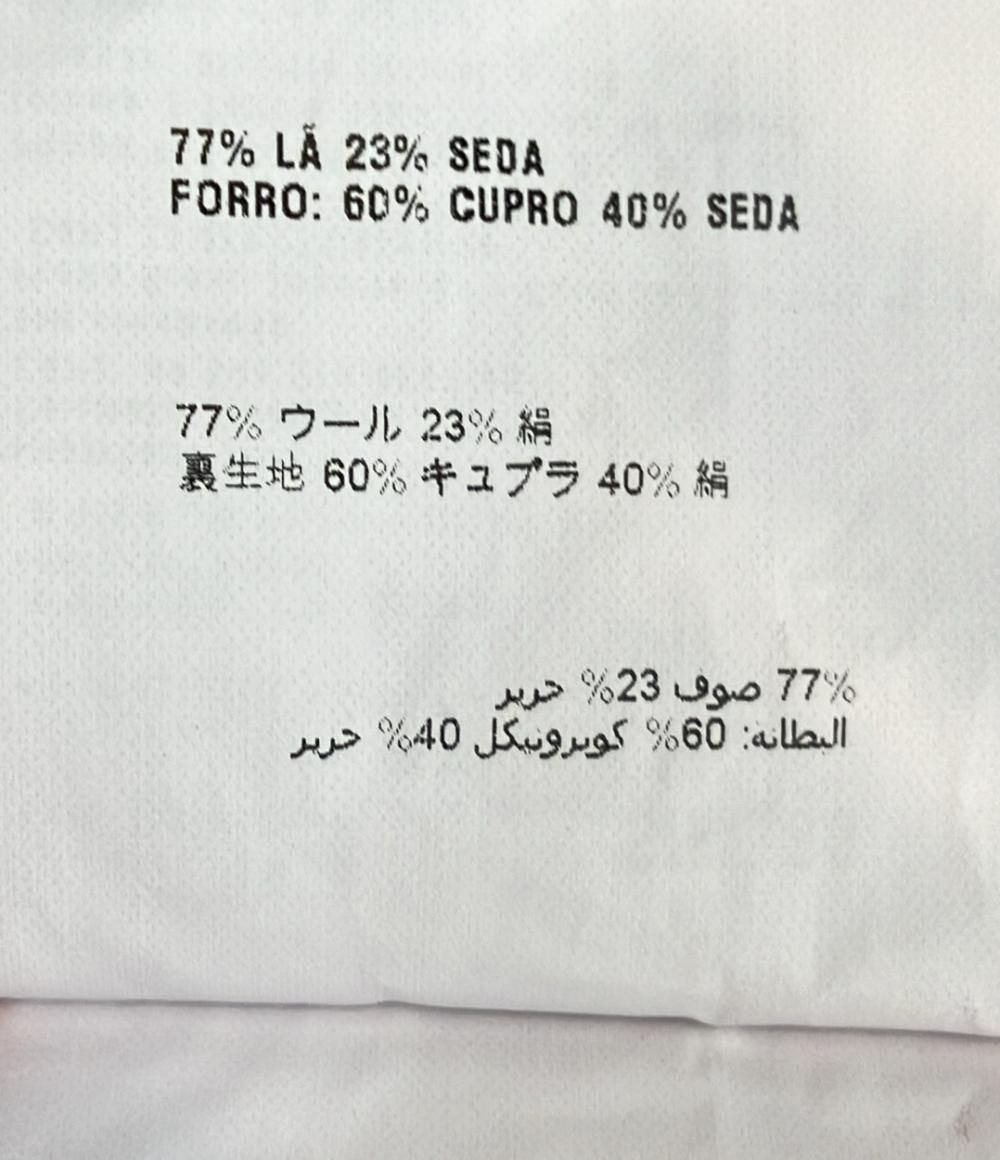 77% LÃ 23% SEDA
FORRO: 60% CUPRO 40% SEDA
77% ウール 23% 絹
裏生地 60% キュプラ 40% 絹
77% صوف 23% حرير
البطانة: 60% كوبرونيكل 40% حرير